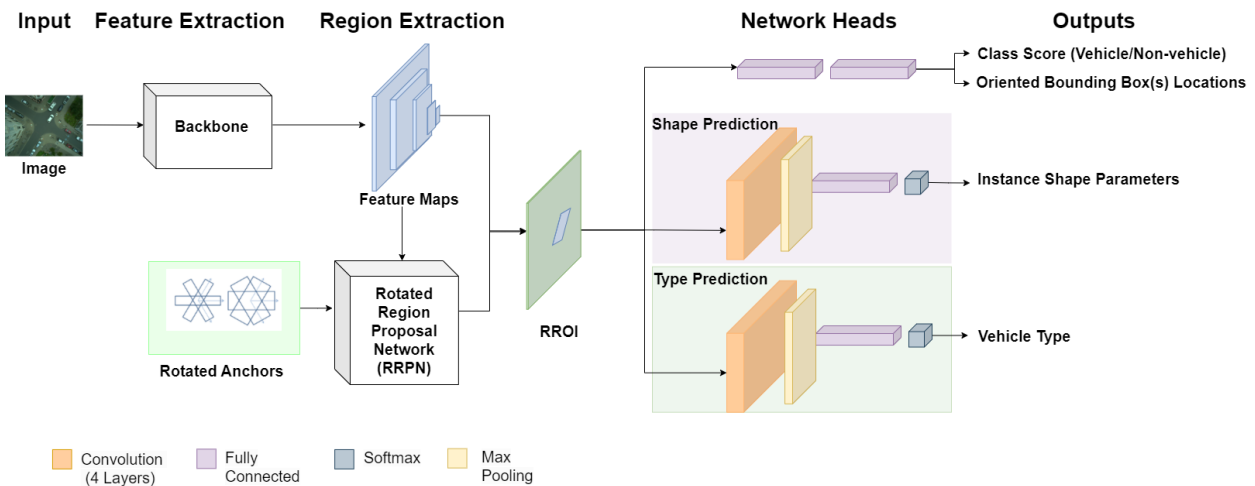 Input
Feature Extraction
Region Extraction
Network Heads
Outputs
Image
Backbone
Feature Maps
Rotated Anchors
Rotated
Region
Proposal
Network
(RRPN)
RROI
Class Score (Vehicle/Non-vehicle)
Oriented Bounding Box(s) Locations
Shape Prediction
Instance Shape Parameters
Type Prediction
Vehicle Type
Convolution
(4 Layers)
Fully
Connected
Softmax
Max
Pooling